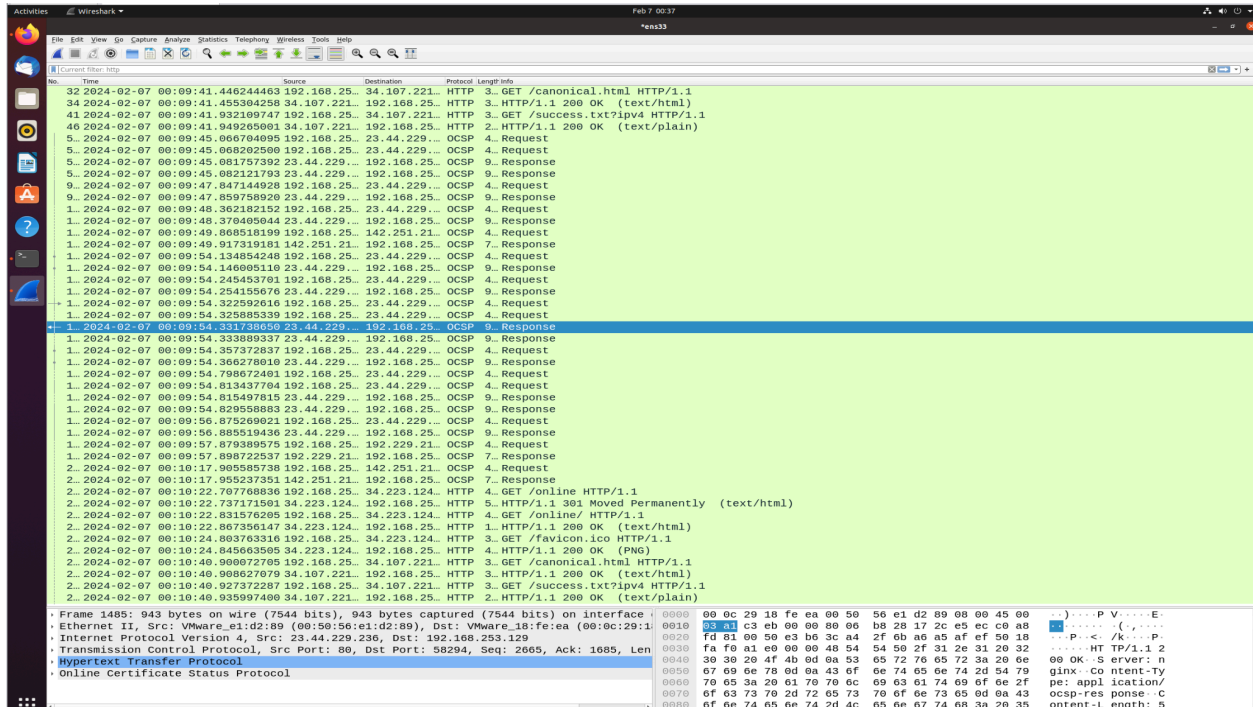 Activities Wireshark Feb 7 00:37
*ens33
File Edit View Go Capture Analyze Statistics Telephony Wireless Tools Help
Current filter: http
No. Time Source Destination Protocol Length Info
32 2024-02-07 00:09:41.446244463 192.168.25… 34.107.221… HTTP 3… GET /canonical.html HTTP/1.1
34 2024-02-07 00:09:41.455304258 34.107.221… 192.168.25… HTTP 3… HTTP/1.1 200 OK (text/html)
41 2024-02-07 00:09:41.932109747 192.168.25… 34.107.221… HTTP 3… GET /success.txt?ipv4 HTTP/1.1
46 2024-02-07 00:09:41.949265001 34.107.221… 192.168.25… HTTP 2… HTTP/1.1 200 OK (text/plain)
5… 2024-02-07 00:09:45.066704095 192.168.25… 23.44.229.… OCSP 4… Request
5… 2024-02-07 00:09:45.068202500 192.168.25… 23.44.229.… OCSP 4… Request
5… 2024-02-07 00:09:45.081757392 23.44.229.… 192.168.25… OCSP 9… Response
5… 2024-02-07 00:09:45.082121793 23.44.229.… 192.168.25… OCSP 9… Response
9… 2024-02-07 00:09:47.847144928 192.168.25… 23.44.229.… OCSP 4… Request
9… 2024-02-07 00:09:47.859758920 23.44.229.… 192.168.25… OCSP 9… Response
1… 2024-02-07 00:09:48.362182152 192.168.25… 23.44.229.… OCSP 4… Request
1… 2024-02-07 00:09:48.370405044 23.44.229.… 192.168.25… OCSP 9… Response
1… 2024-02-07 00:09:49.868518199 192.168.25… 142.251.21… OCSP 4… Request
1… 2024-02-07 00:09:49.917319181 142.251.21… 192.168.25… OCSP 7… Response
1… 2024-02-07 00:09:54.134854248 192.168.25… 23.44.229.… OCSP 4… Request
1… 2024-02-07 00:09:54.146005110 23.44.229.… 192.168.25… OCSP 9… Response
1… 2024-02-07 00:09:54.245453701 192.168.25… 23.44.229.… OCSP 4… Request
1… 2024-02-07 00:09:54.254155676 23.44.229.… 192.168.25… OCSP 9… Response
1… 2024-02-07 00:09:54.322592616 192.168.25… 23.44.229.… OCSP 4… Request
1… 2024-02-07 00:09:54.325885339 192.168.25… 23.44.229.… OCSP 4… Request
1… 2024-02-07 00:09:54.331738650 23.44.229.… 192.168.25… OCSP 9… Response
1… 2024-02-07 00:09:54.333889337 23.44.229.… 192.168.25… OCSP 9… Response
1… 2024-02-07 00:09:54.357372837 192.168.25… 23.44.229.… OCSP 4… Request
1… 2024-02-07 00:09:54.366278010 23.44.229.… 192.168.25… OCSP 9… Response
1… 2024-02-07 00:09:54.798672401 192.168.25… 23.44.229.… OCSP 4… Request
1… 2024-02-07 00:09:54.813437704 192.168.25… 23.44.229.… OCSP 4… Request
1… 2024-02-07 00:09:54.815497815 23.44.229.… 192.168.25… OCSP 9… Response
1… 2024-02-07 00:09:54.829558883 23.44.229.… 192.168.25… OCSP 9… Response
1… 2024-02-07 00:09:56.875269021 192.168.25… 23.44.229.… OCSP 4… Request
1… 2024-02-07 00:09:56.885519436 23.44.229.… 192.168.25… OCSP 9… Response
1… 2024-02-07 00:09:57.879389575 192.168.25… 192.229.21… OCSP 4… Request
1… 2024-02-07 00:09:57.898722537 192.229.21… 192.168.25… OCSP 7… Response
2… 2024-02-07 00:10:17.905585738 192.168.25… 142.251.21… OCSP 4… Request
2… 2024-02-07 00:10:17.955237351 142.251.21… 192.168.25… OCSP 7… Response
2… 2024-02-07 00:10:22.707768836 192.168.25… 34.223.124… HTTP 4… GET /online HTTP/1.1
2… 2024-02-07 00:10:22.737171501 34.223.124… 192.168.25… HTTP 5… HTTP/1.1 301 Moved Permanently (text/html)
2… 2024-02-07 00:10:22.831576205 192.168.25… 34.223.124… HTTP 4… GET /online/ HTTP/1.1
2… 2024-02-07 00:10:22.867356147 34.223.124… 192.168.25… HTTP 1… HTTP/1.1 200 OK (text/html)
2… 2024-02-07 00:10:24.803763316 192.168.25… 34.223.124… HTTP 3… GET /favicon.ico HTTP/1.1
2… 2024-02-07 00:10:24.845663505 34.223.124… 192.168.25… HTTP 4… HTTP/1.1 200 OK (PNG)
2… 2024-02-07 00:10:40.900072705 192.168.25… 34.107.221… HTTP 3… GET /canonical.html HTTP/1.1
2… 2024-02-07 00:10:40.908627079 34.107.221… 192.168.25… HTTP 3… HTTP/1.1 200 OK (text/html)
2… 2024-02-07 00:10:40.927372287 192.168.25… 34.107.221… HTTP 3… GET /success.txt?ipv4 HTTP/1.1
2… 2024-02-07 00:10:40.935997400 34.107.221… 192.168.25… HTTP 2… HTTP/1.1 200 OK (text/plain)
Frame 1485: 943 bytes on wire (7544 bits), 943 bytes captured (7544 bits) on interface
Ethernet II, Src: VMware_e1:d2:89 (00:50:56:e1:d2:89), Dst: VMware_18:fe:ea (00:0c:29:1
Internet Protocol Version 4, Src: 23.44.229.236, Dst: 192.168.253.129
Transmission Control Protocol, Src Port: 80, Dst Port: 58294, Seq: 2665, Ack: 1685, Len
Hypertext Transfer Protocol
Online Certificate Status Protocol
0000 00 0c 29 18 fe ea 00 50 56 e1 d2 89 08 00 45 00 ··)····P V·····E·
0010 03 a1 c3 eb 00 00 80 06 b8 28 17 2c e5 ec c0 a8 ········ ·(·,····
0020 fd 81 00 50 e3 b6 3c a4 2f 6b a6 a5 af ef 50 18 ···P··<· /k····P·
0030 fa f0 a1 e0 00 00 48 54 54 50 2f 31 2e 31 20 32 ······HT TP/1.1 2
0040 30 30 20 4f 4b 0d 0a 53 65 72 76 65 72 3a 20 6e 00 OK··S erver: n
0050 67 69 6e 78 0d 0a 43 6f 6e 74 65 6e 74 2d 54 79 ginx··Co ntent-Ty
0060 70 65 3a 20 61 70 70 6c 69 63 61 74 69 6f 6e 2f pe: appl ication/
0070 6f 63 73 70 2d 72 65 73 70 6f 6e 73 65 0d 0a 43 ocsp-res ponse··C
0080 6f 6e 74 65 6e 74 2d 4c 65 6e 67 74 68 3a 20 35 ontent-L ength: 5